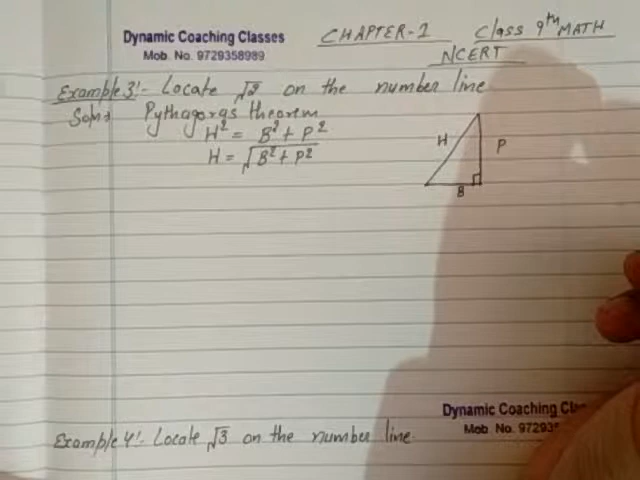 Dynamic Coaching Classes
Mob. No. 9729358989
CHAPTER-1 Class 9th MATH
NCERT
Example 3:- Locate √2 on the number line
Soln:- Pythagoras theorem
H² = B² + P²
H = √B² + P²
H P
B
Dynamic Coaching
Mob. No. 97293
Example 4:- Locate √3 on the number line.